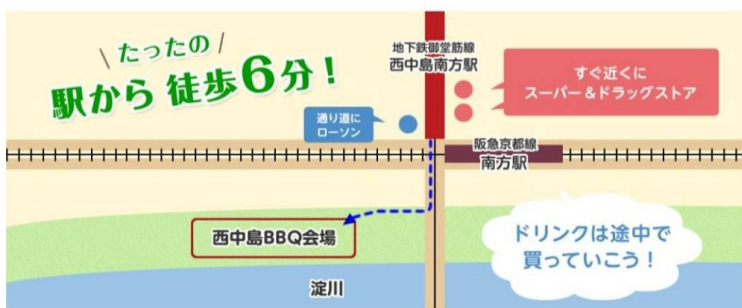 たったの
駅から 徒歩6分！
地下鉄御堂筋線
西中島南方駅
すぐ近くに
スーパー＆ドラッグストア
通り道に
ローソン
阪急京都線
南方駅
西中島BBQ会場
ドリンクは途中で
買っていこう！
淀川